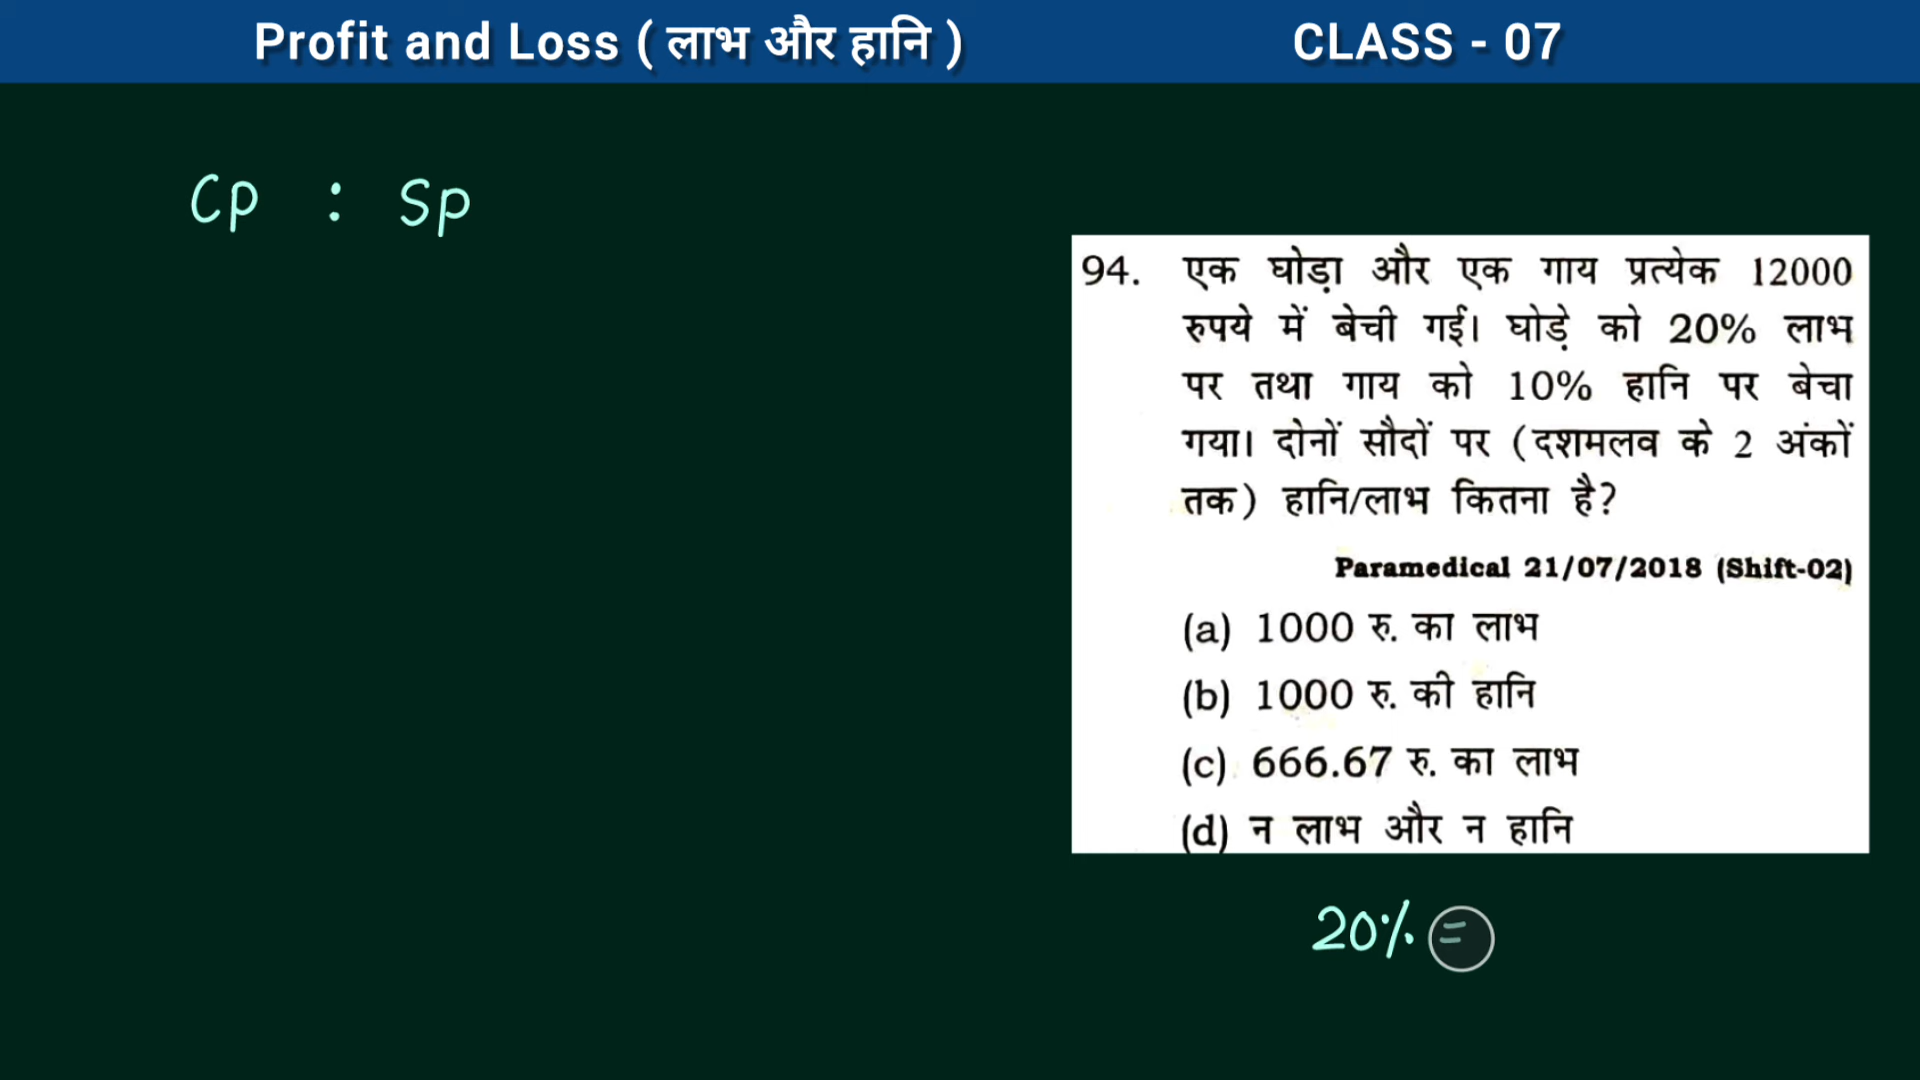 Profit and Loss ( लाभ और हानि )
CLASS - 07
Cp : Sp
94. एक घोड़ा और एक गाय प्रत्येक 12000
रुपये में बेची गई। घोड़े को 20% लाभ
पर तथा गाय को 10% हानि पर बेचा
गया। दोनों सौदों पर (दशमलव के 2 अंकों
तक) हानि/लाभ कितना है?
Paramedical 21/07/2018 (Shift-02)
(a) 1000 रु. का लाभ
(b) 1000 रु. की हानि
(c) 666.67 रु. का लाभ
(d) न लाभ और न हानि
20% =